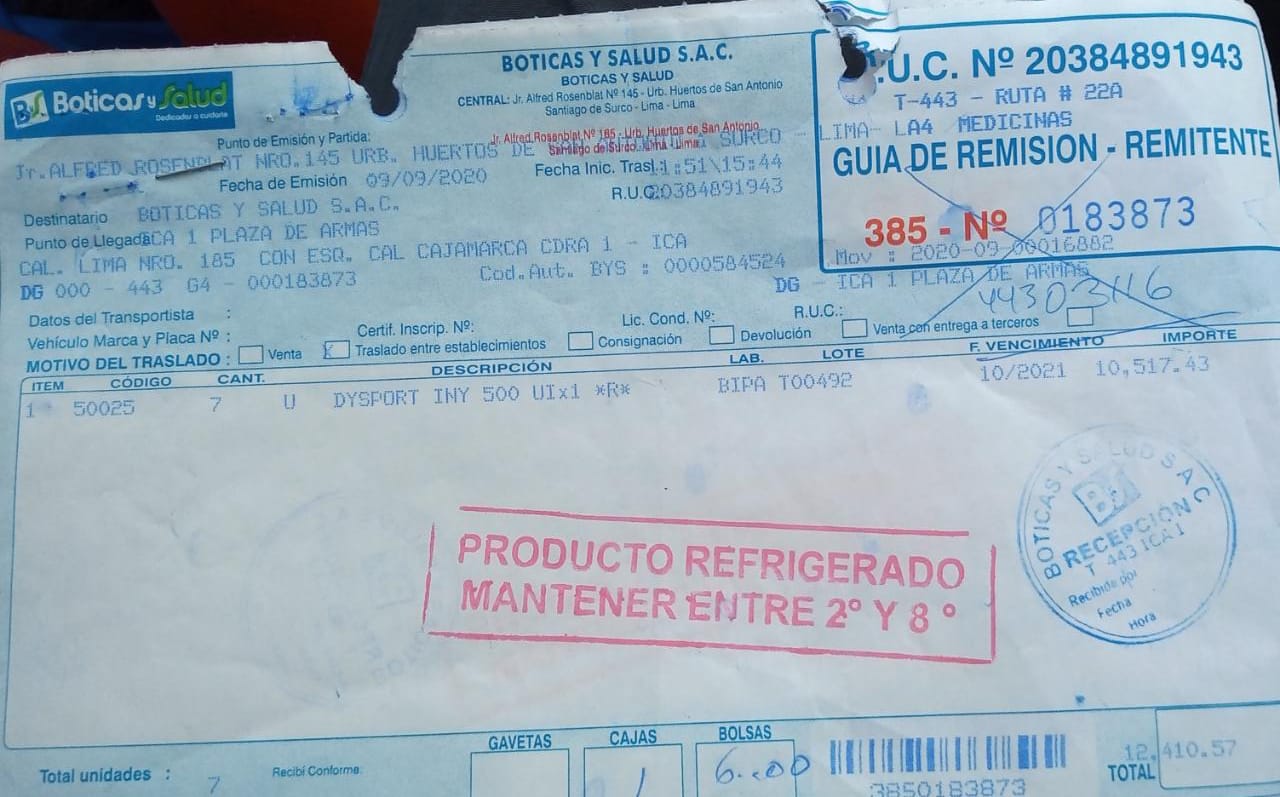 BS Boticas y Salud
Dedicados a cuidarte
BOTICAS Y SALUD S.A.C.
BOTICAS Y SALUD
CENTRAL: Jr. Alfred Rosenblat Nº 145 - Urb. Huertos de San Antonio
Santiago de Surco - Lima - Lima
Jr. Alfred Rosenblat Nº 185 - Urb. Huertos de San Antonio
Santiago de Surco - Lima - Lima
R.U.C. Nº 20384891943
T-443 - RUTA # 22A
LIMA- LA4 MEDICINAS
GUIA DE REMISION - REMITENTE
385 - Nº 0183873
Mov : 2020-09-00016882
Punto de Emisión y Partida:
Jr.ALFRED ROSENBLAT NRO.145 URB. HUERTOS DE SURCO -
Fecha de Emisión 09/09/2020
Fecha Inic. Trasl. :51\15:44
R.U.C. 20384891943
Destinatario BOTICAS Y SALUD S.A.C.
Punto de Llegada ICA 1 PLAZA DE ARMAS
CAL. LIMA NRO. 185 CON ESQ. CAL CAJAMARCA CDRA 1 - ICA
DG 000 - 443 G4 - 000183873
Cod.Aut. BYS : 0000584524
DG - ICA 1 PLAZA DE ARMAS
44303116
Datos del Transportista :
Vehículo Marca y Placa Nº :
Certif. Inscrip. Nº:
Lic. Cond. Nº:
R.U.C.:
MOTIVO DEL TRASLADO : Venta X Traslado entre establecimientos Consignación Devolución Venta con entrega a terceros
ITEM CÓDIGO CANT. DESCRIPCIÓN LAB. LOTE F. VENCIMIENTO IMPORTE
1 50025 7 U DYSPORT INY 500 UIx1 *R* BIPA T00492 10/2021 10,517.43
PRODUCTO REFRIGERADO
MANTENER ENTRE 2º Y 8º
BOTICAS Y SALUD S A C
BS
RECEPCIÓN
T 443 ICA 1
Recibido por
Fecha
Hora
Total unidades : 7
Recibí Conforme:
GAVETAS CAJAS BOLSAS
1 6..00
3850183873
TOTAL 12,410.57